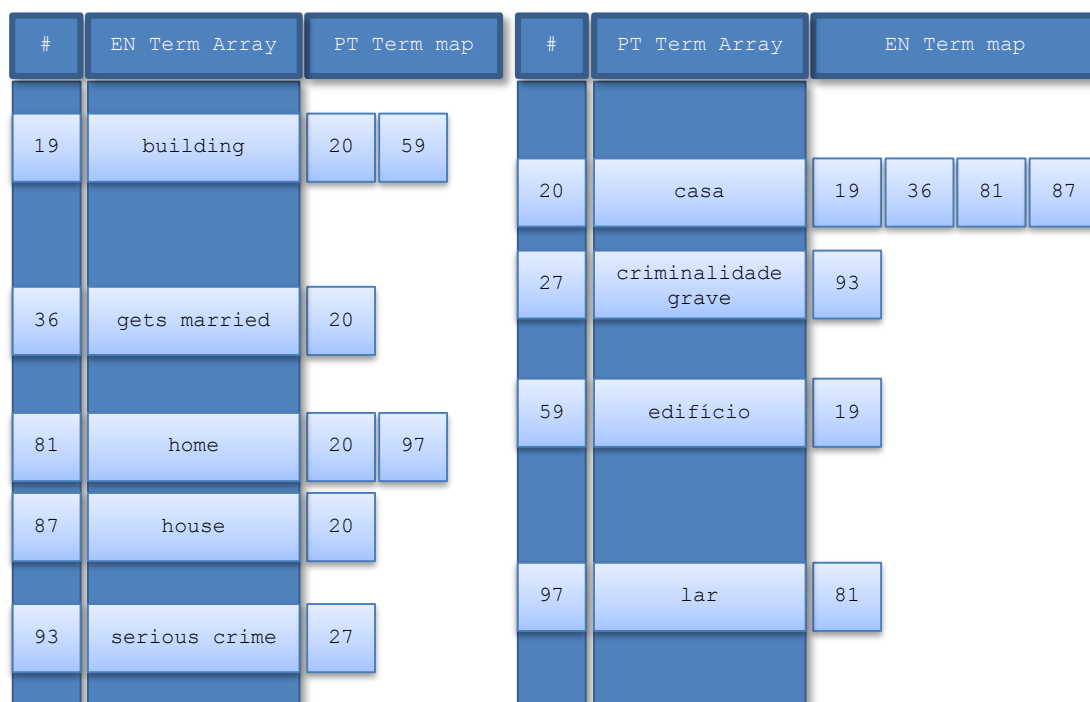 # EN Term Array PT Term map
19 building 20 59
36 gets married 20
81 home 20 97
87 house 20
93 serious crime 27
# PT Term Array EN Term map
20 casa 19 36 81 87
27 criminalidade grave 93
59 edifício 19
97 lar 81